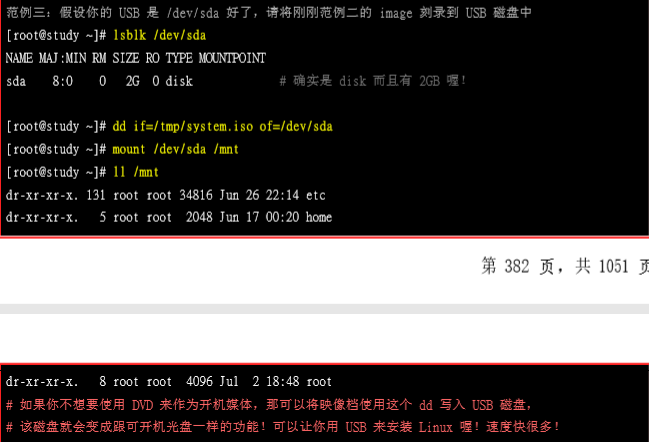 范例三：假设你的 USB 是 /dev/sda 好了，请将刚刚范例二的 image 刻录到 USB 磁盘中
[root@study ~]# lsblk /dev/sda
NAME MAJ:MIN RM SIZE RO TYPE MOUNTPOINT
sda 8:0 0 2G 0 disk # 确实是 disk 而且有 2GB 喔！
[root@study ~]# dd if=/tmp/system.iso of=/dev/sda
[root@study ~]# mount /dev/sda /mnt
[root@study ~]# ll /mnt
dr-xr-xr-x. 131 root root 34816 Jun 26 22:14 etc
dr-xr-xr-x. 5 root root 2048 Jun 17 00:20 home
第 382 页，共 1051 页
dr-xr-xr-x. 8 root root 4096 Jul 2 18:48 root
# 如果你不想要使用 DVD 来作为开机媒体，那可以将映像档使用这个 dd 写入 USB 磁盘，
# 该磁盘就会变成跟可开机光盘一样的功能！可以让你用 USB 来安装 Linux 喔！速度快很多！